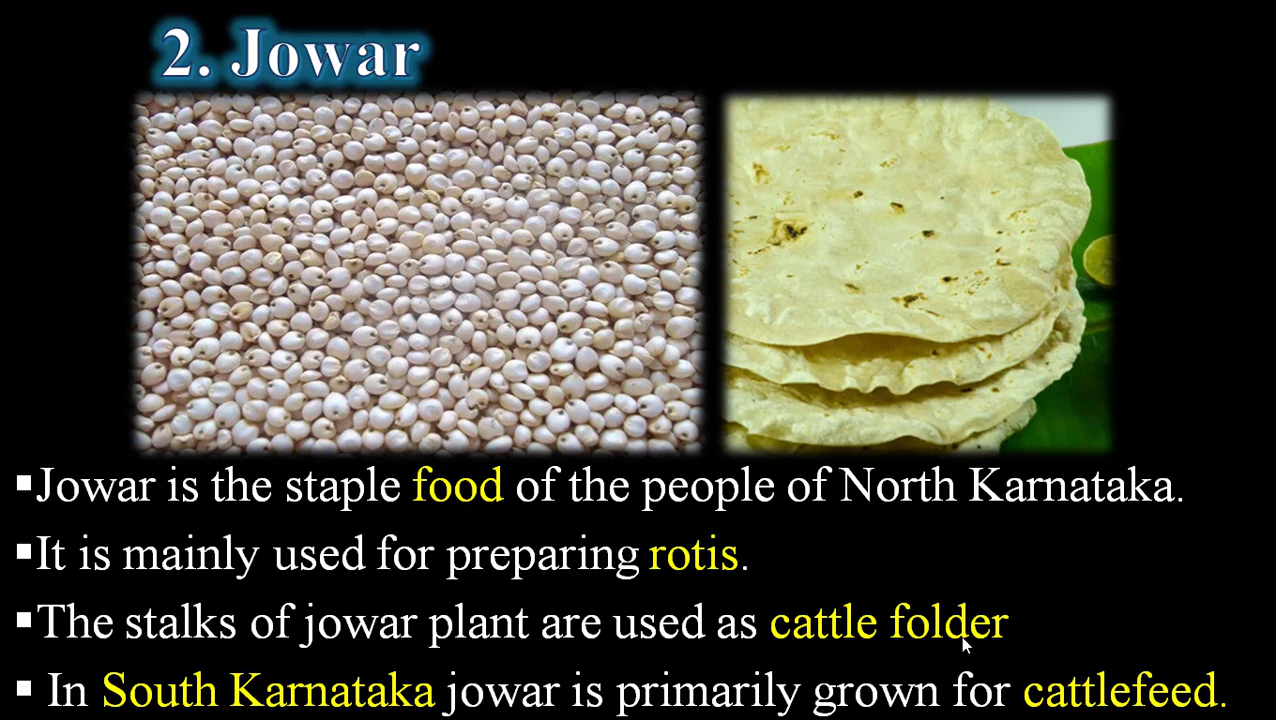 2. Jowar
▪Jowar is the staple food of the people of North Karnataka.
▪It is mainly used for preparing rotis.
▪The stalks of jowar plant are used as cattle folder
▪ In South Karnataka jowar is primarily grown for cattlefeed.